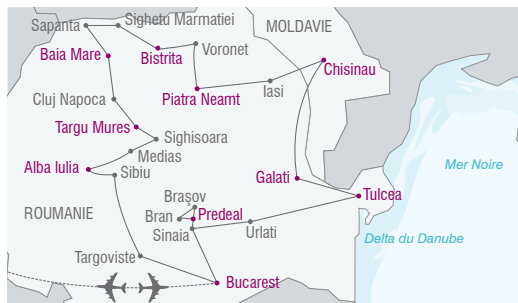 Sapanta
Sighetu Marmatiei
MOLDAVIE
Baia Mare
Bistrita
Voronet
Chisinau
Iasi
Cluj Napoca
Piatra Neamt
Targu Mures
Sighisoara
Medias
Alba Iulia
Sibiu
Galati
Mer Noire
Tulcea
Braşov
ROUMANIE
Bran
Predeal
Sinaia
Urlati
Delta du Danube
Targoviste
Bucarest